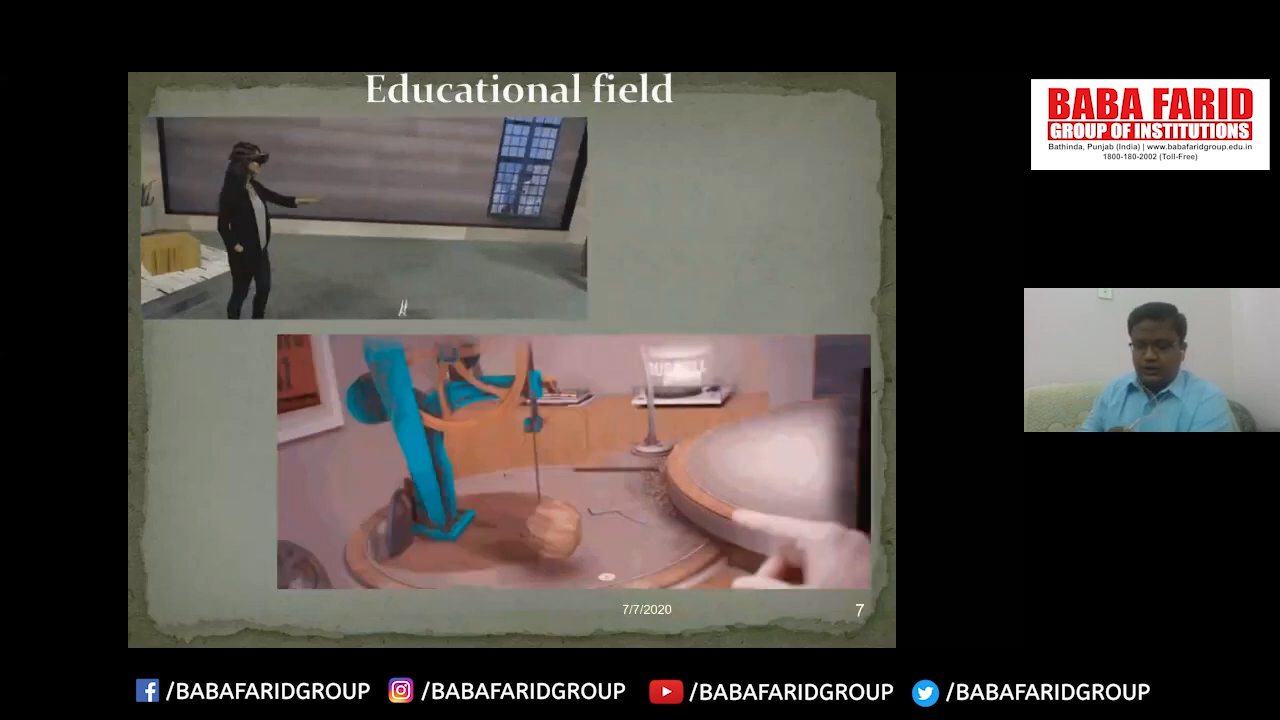 Educational field
7/7/2020
7
BABA FARID
GROUP OF INSTITUTIONS
Bathinda, Punjab (India) | www.babafaridgroup.edu.in
1800-180-2002 (Toll-Free)
/BABAFARIDGROUP
/BABAFARIDGROUP
/BABAFARIDGROUP
/BABAFARIDGROUP